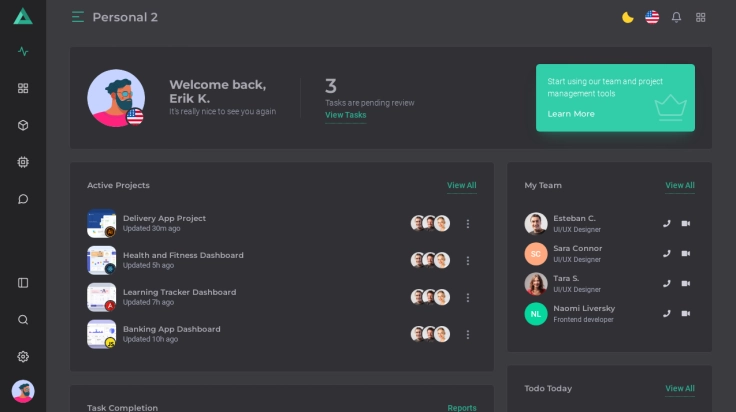 Personal 2
Welcome back,
Erik K.
It's really nice to see you again
3
Tasks are pending review
View Tasks
Start using our team and project
management tools
Learn More
Active Projects
View All
Delivery App Project
Updated 30m ago
Health and Fitness Dashboard
Updated 5h ago
Learning Tracker Dashboard
Updated 7h ago
Banking App Dashboard
Updated 10h ago
My Team
View All
Esteban C.
UI/UX Designer
SC
Sara Connor
UI/UX Designer
Tara S.
UI/UX Designer
NL
Naomi Liversky
Frontend developer
Task Completion
Reports
Todo Today
View All